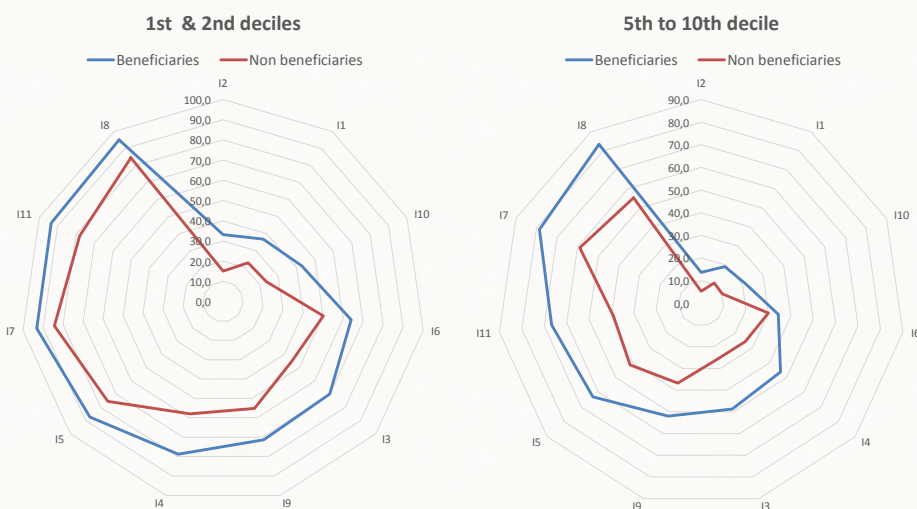 1st & 2nd deciles
Beneficiaries
Non beneficiaries
I2
100,0
90,0
80,0
70,0
60,0
50,0
40,0
30,0
20,0
10,0
0,0
I1
I10
I6
I3
I9
I4
I5
I7
I11
I8
5th to 10th decile
Beneficiaries
Non beneficiaries
I2
90,0
80,0
70,0
60,0
50,0
40,0
30,0
20,0
10,0
0,0
I1
I10
I6
I4
I3
I9
I5
I11
I7
I8